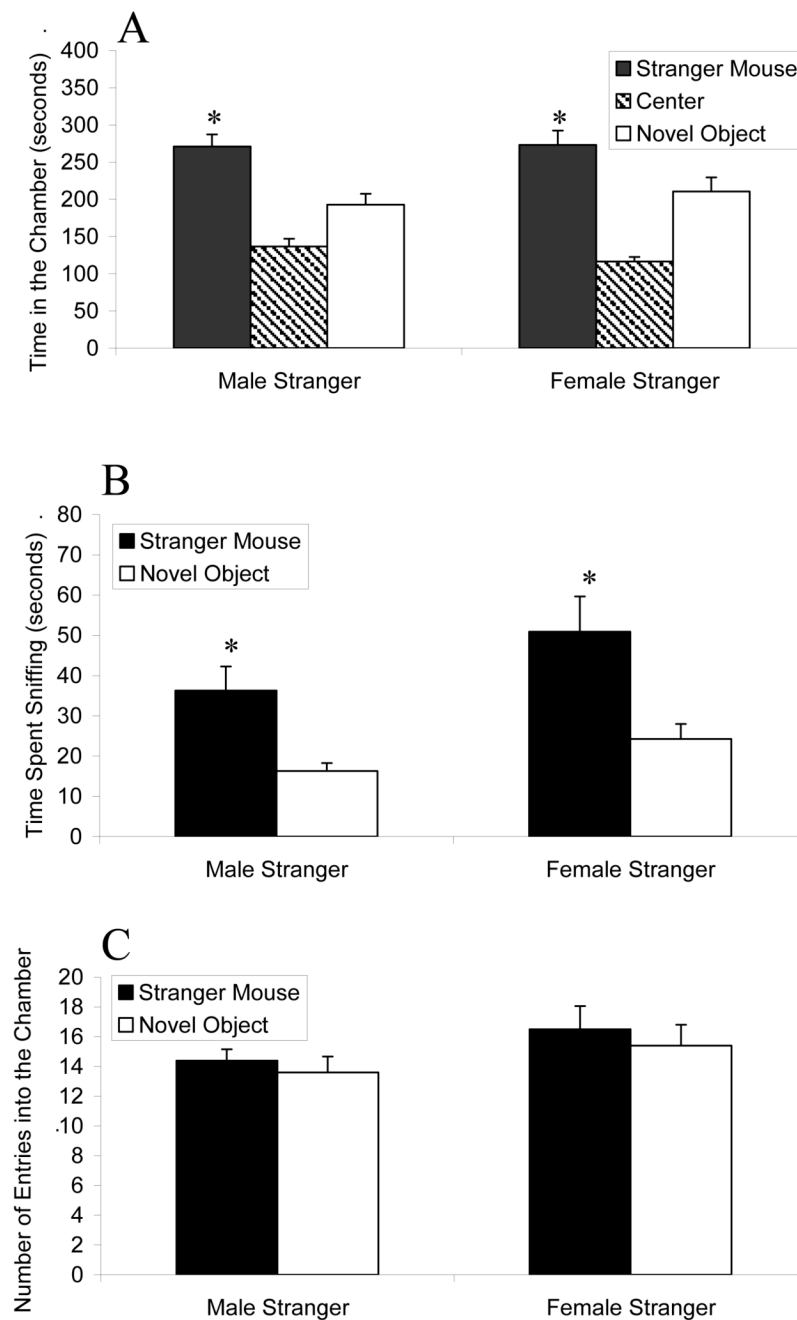 A
Time in the Chamber (seconds) .
400
350
300
250
200
150
100
50
0
Stranger Mouse
Center
Novel Object
*
*
Male Stranger
Female Stranger
B
Time Spent Sniffing (seconds) .
80
70
60
50
40
30
20
10
0
Stranger Mouse
Novel Object
*
*
Male Stranger
Female Stranger
C
Number of Entries into the Chamber
.
20
18
16
14
12
10
8
6
4
2
0
Stranger Mouse
Novel Object
Male Stranger
Female Stranger